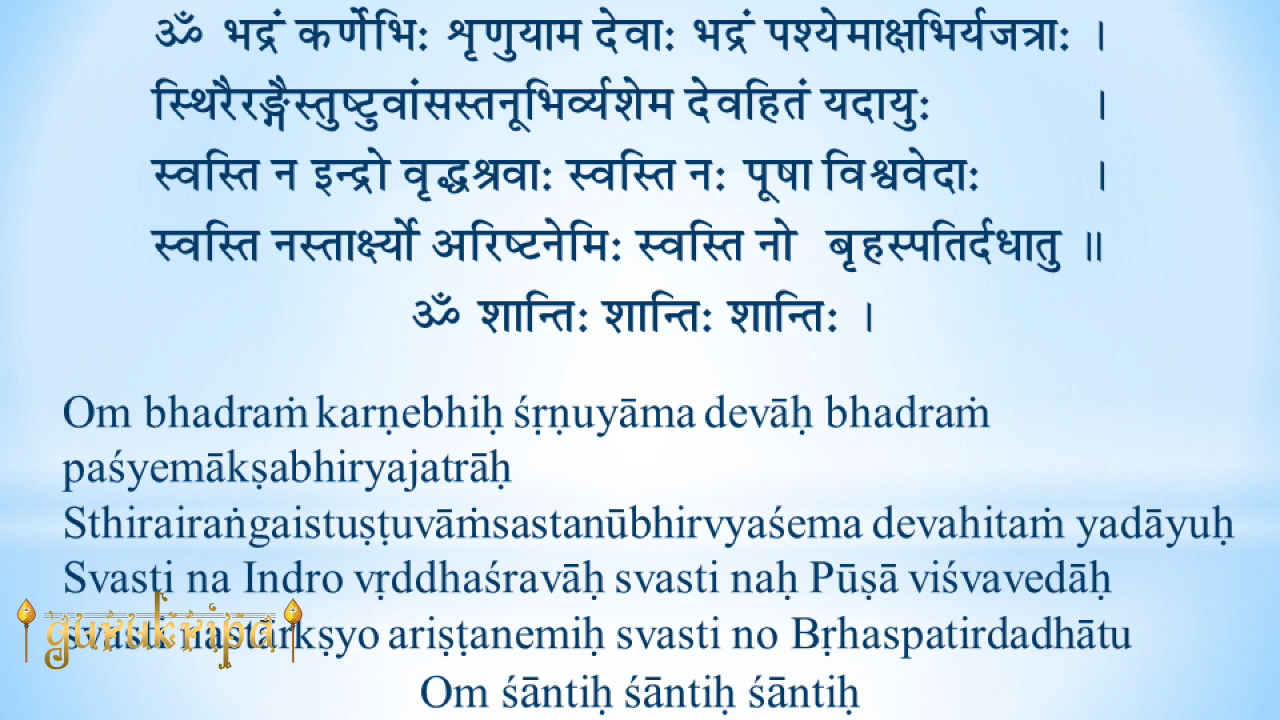 ॐ भद्रं कर्णेभिः शृणुयाम देवाः भद्रं पश्येमाक्षभिर्यजत्राः ।
स्थिरैरङ्गैस्तुष्टुवांसस्तनूभिर्व्यशेम देवहितं यदायुः ।
स्वस्ति न इन्द्रो वृद्धश्रवाः स्वस्ति नः पूषा विश्ववेदाः ।
स्वस्ति नस्तार्क्ष्यो अरिष्टनेमिः स्वस्ति नो बृहस्पतिर्दधातु ॥
ॐ शान्तिः शान्तिः शान्तिः ।
Om bhadraṁ karṇebhiḥ śṛṇuyāma devāḥ bhadraṁ
paśyemākṣabhiryajatrāḥ
Sthirairaṅgaistuṣṭuvāṁsastanūbhirvyaśema devahitaṁ yadāyuḥ
Svasti na Indro vṛddhaśravāḥ svasti naḥ Pūṣā viśvavedāḥ
svasti nastārkṣyo ariṣṭanemiḥ svasti no Bṛhaspatirdadhātu
gurukripa
Om śāntiḥ śāntiḥ śāntiḥ